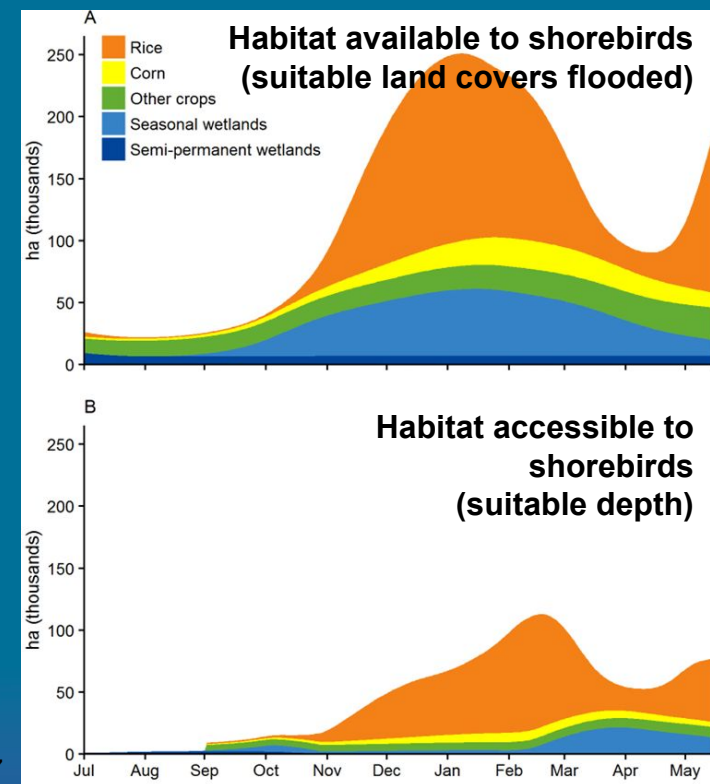 A
Habitat available to shorebirds
(suitable land covers flooded)
Rice
Corn
Other crops
Seasonal wetlands
Semi-permanent wetlands
ha (thousands)
250
200
150
100
50
0
B
Habitat accessible to
shorebirds
(suitable depth)
ha (thousands)
250
200
150
100
50
0
Jul Aug Sep Oct Nov Dec Jan Feb Mar Apr May